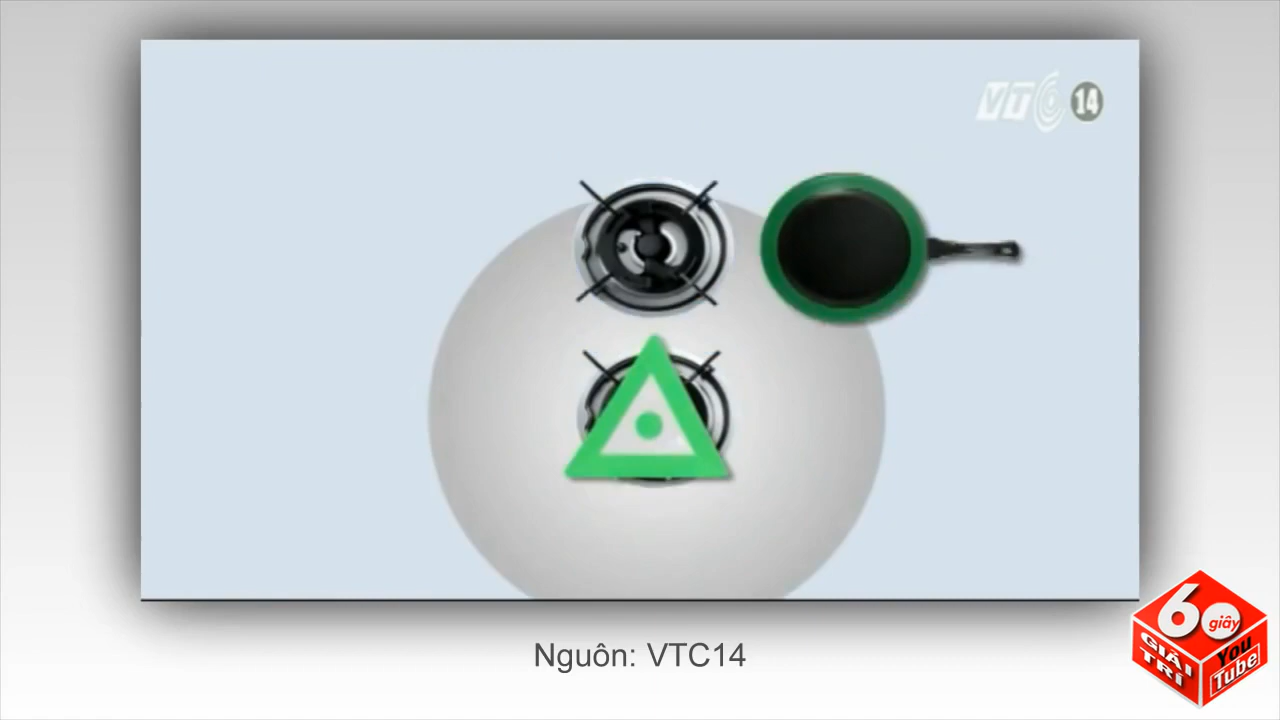 VTC 14
Nguồn: VTC14
60 giây
GIẢI
TRÍ
You
Tube